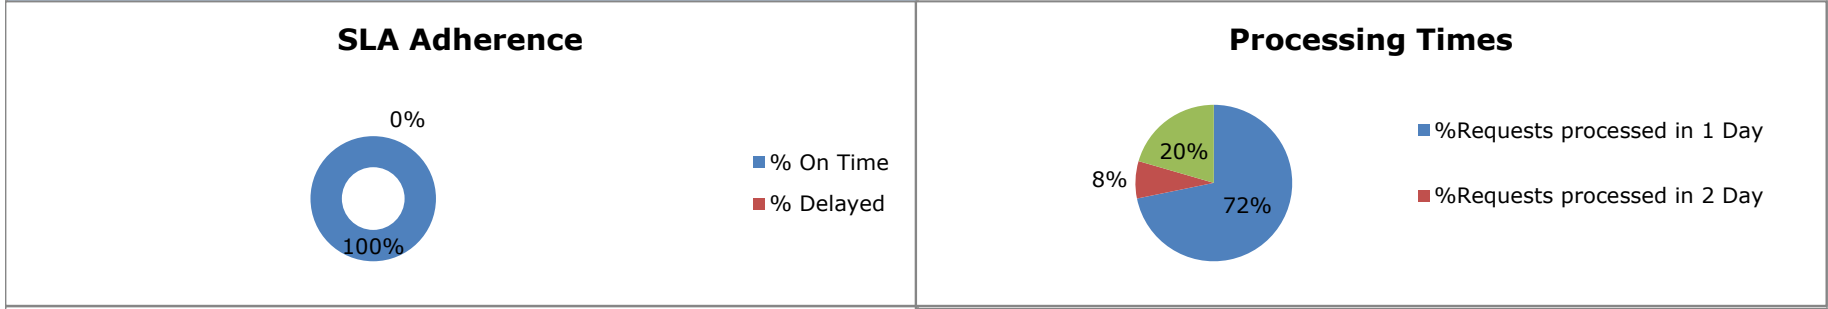 SLA Adherence
0%
100%
% On Time
% Delayed
Processing Times
20%
8%
72%
%Requests processed in 1 Day
%Requests processed in 2 Day